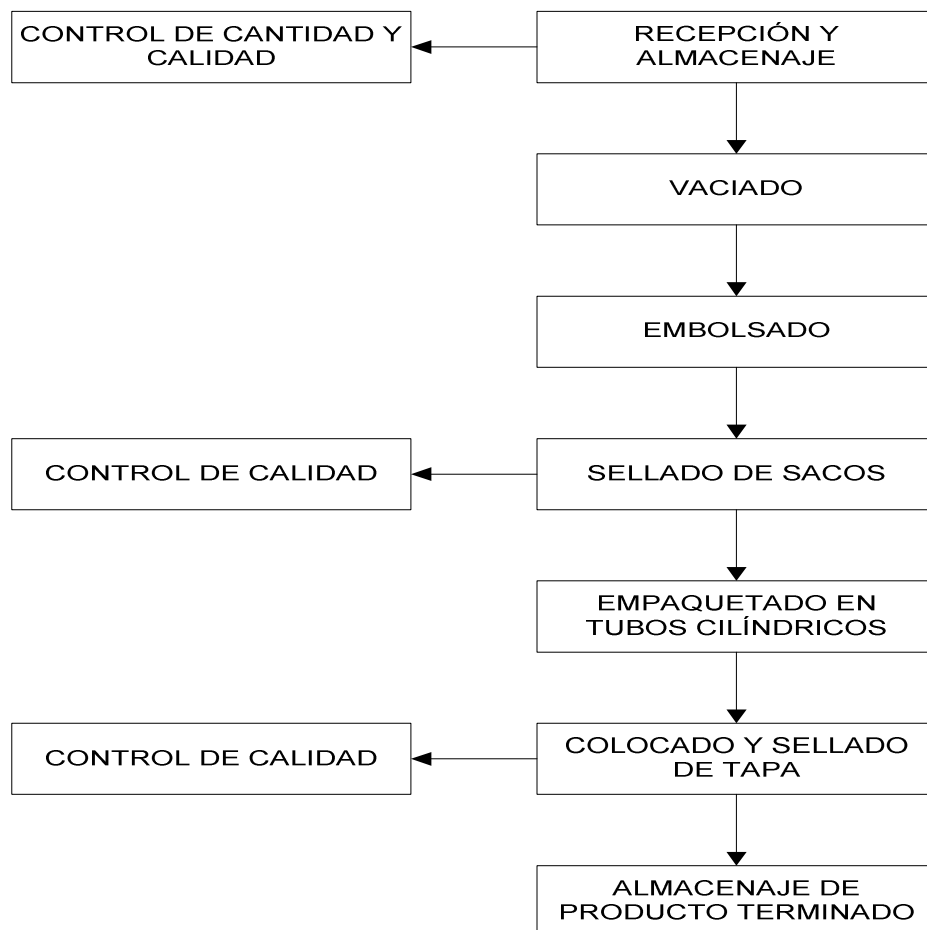 CONTROL DE CANTIDAD Y
CALIDAD
RECEPCIÓN Y
ALMACENAJE
VACIADO
EMBOLSADO
CONTROL DE CALIDAD
SELLADO DE SACOS
EMPAQUETADO EN
TUBOS CILÍNDRICOS
CONTROL DE CALIDAD
COLOCADO Y SELLADO
DE TAPA
ALMACENAJE DE
PRODUCTO TERMINADO